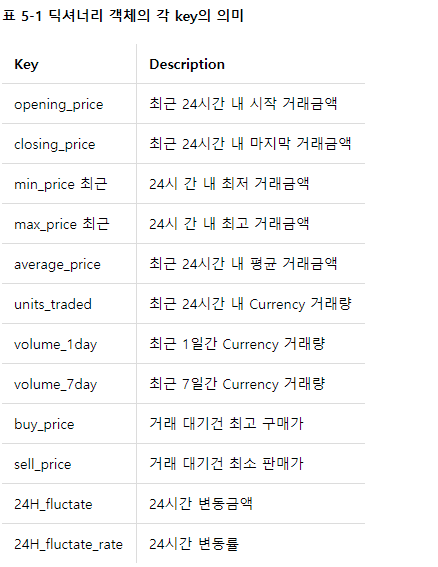 표 5-1 딕셔너리 객체의 각 key의 의미
Key Description
opening_price 최근 24시간 내 시작 거래금액
closing_price 최근 24시간 내 마지막 거래금액
min_price 최근 24시 간 내 최저 거래금액
max_price 최근 24시 간 내 최고 거래금액
average_price 최근 24시간 내 평균 거래금액
units_traded 최근 24시간 내 Currency 거래량
volume_1day 최근 1일간 Currency 거래량
volume_7day 최근 7일간 Currency 거래량
buy_price 거래 대기건 최고 구매가
sell_price 거래 대기건 최소 판매가
24H_fluctate 24시간 변동금액
24H_fluctate_rate 24시간 변동률